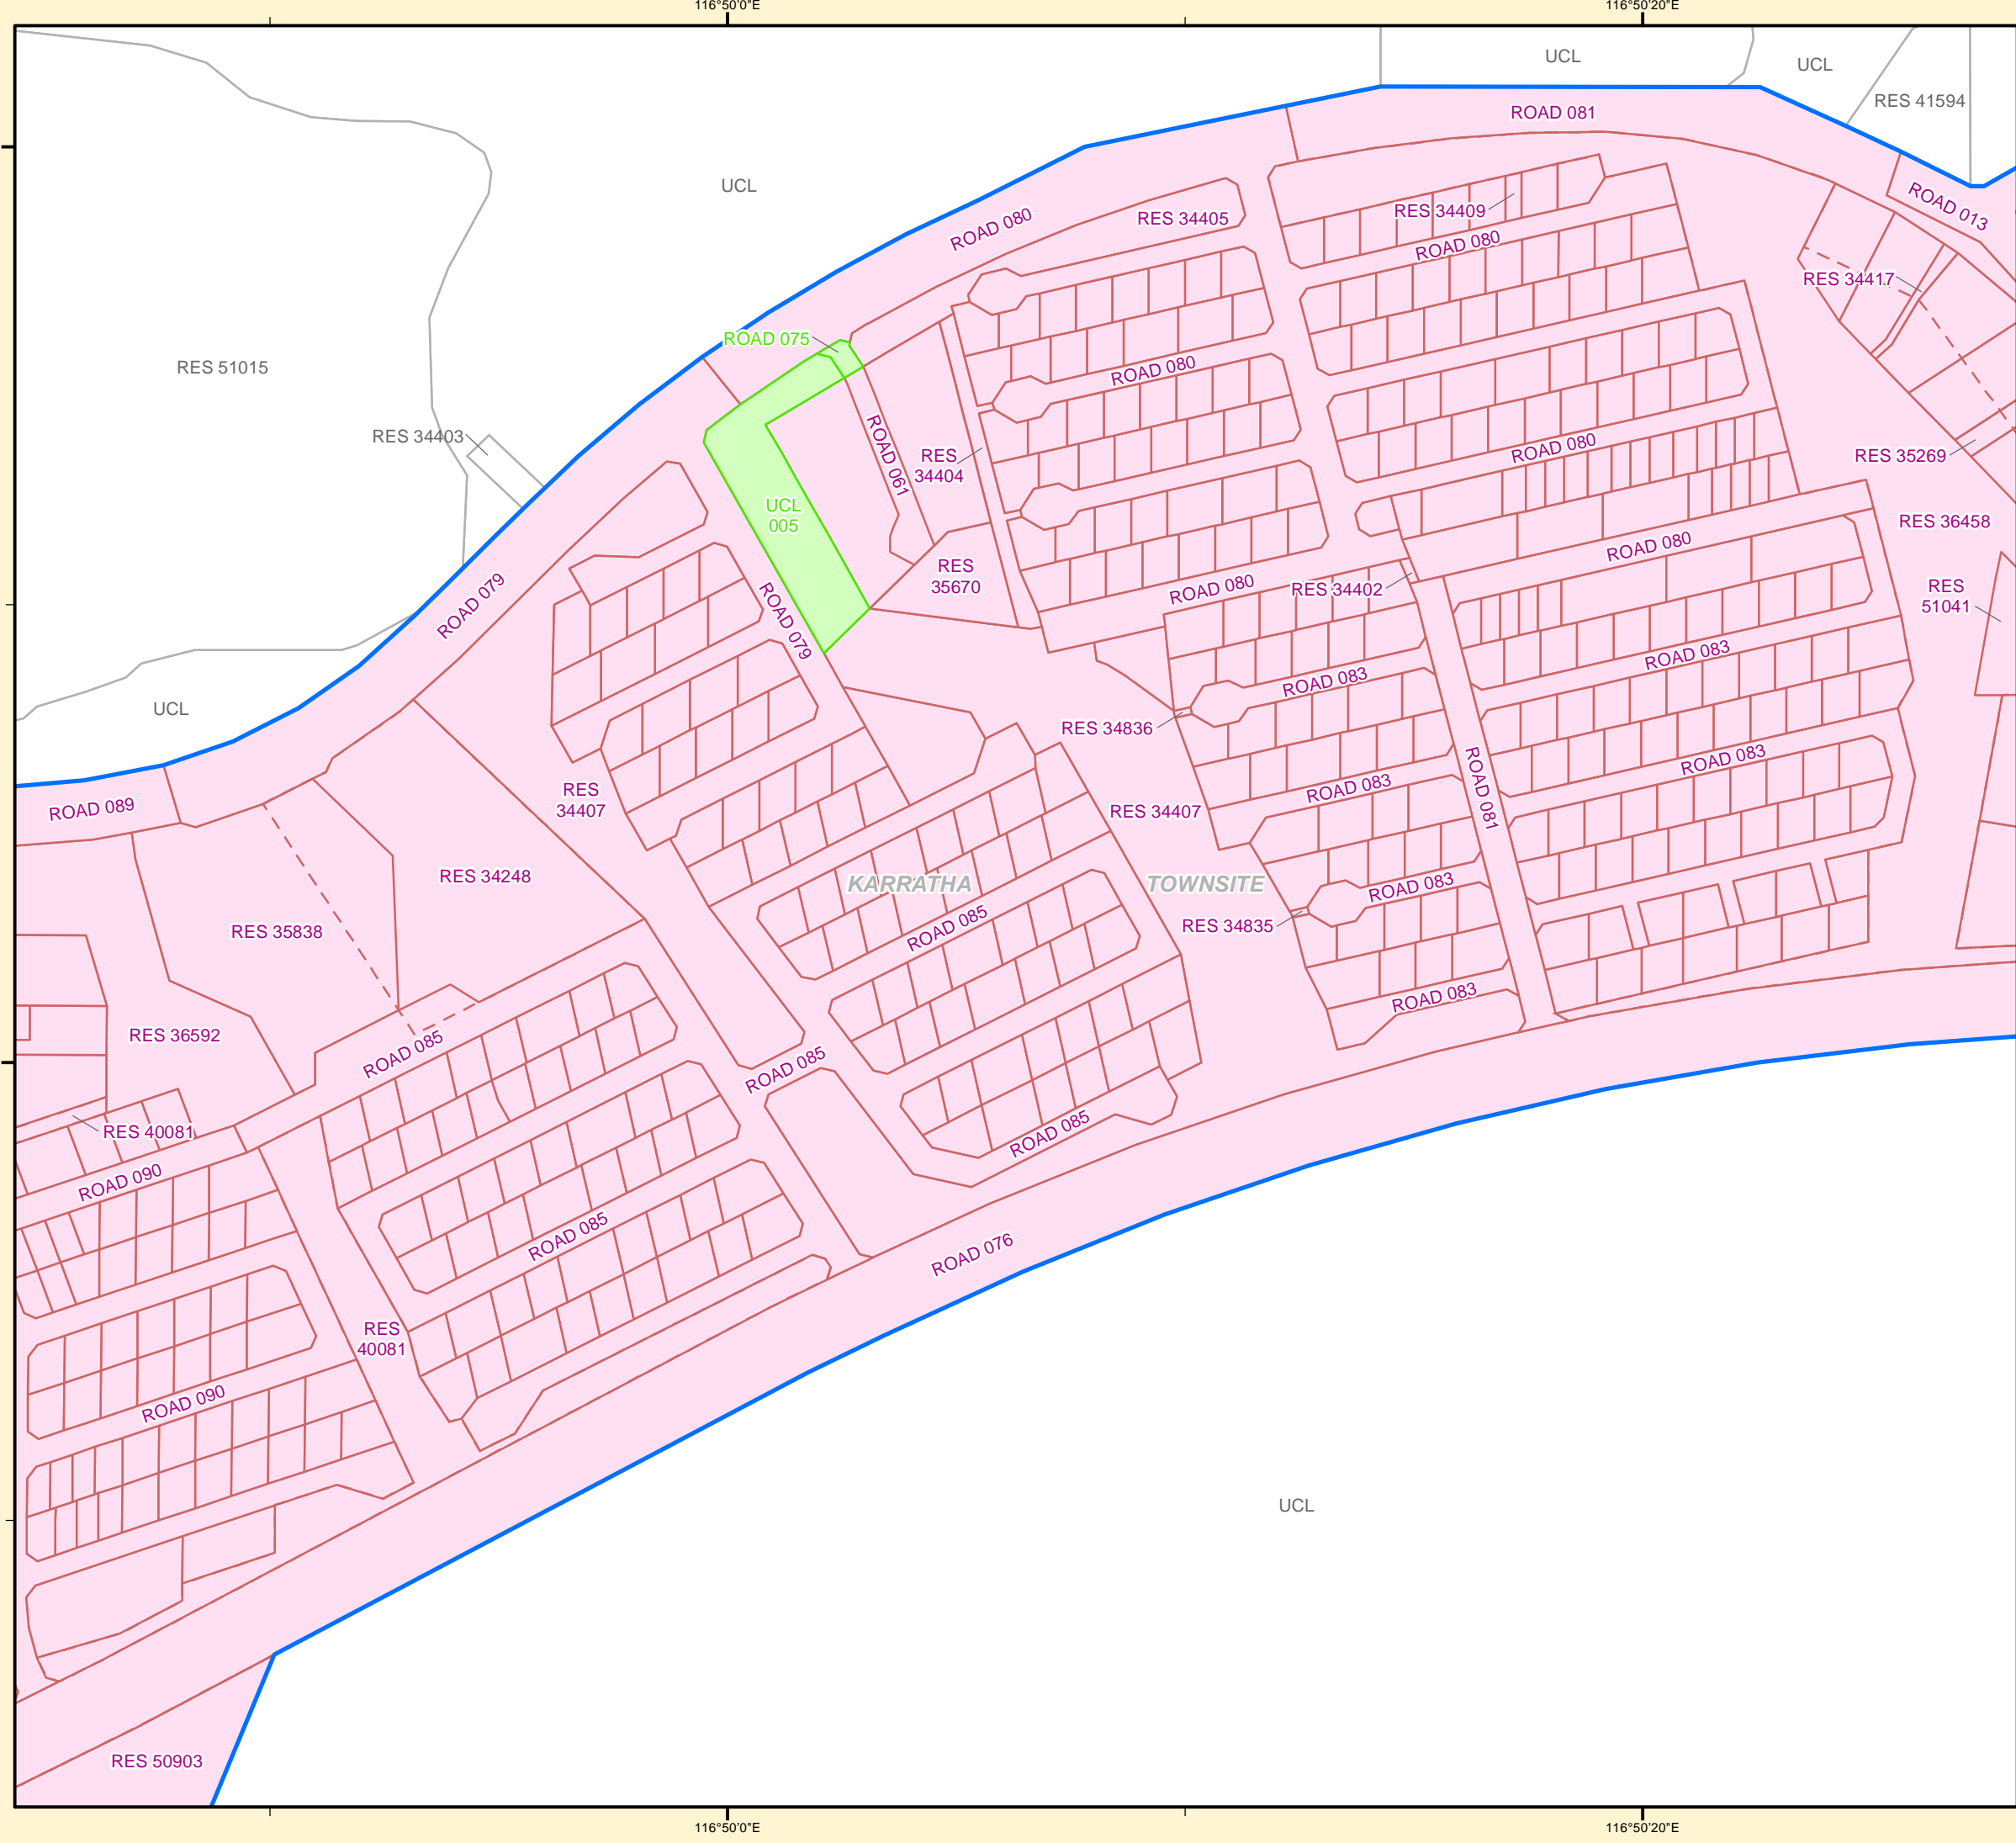 116°50'0"E
116°50'20"E
UCL
UCL
RES 41594
ROAD 081
UCL
ROAD 013
RES 34409
RES 34405
ROAD 080
ROAD 080
RES 34417
ROAD 075
RES 51015
ROAD 080
RES 34403
ROAD 061
RES
34404
ROAD 080
RES 35269
UCL
005
RES 36458
ROAD 080
RES
35670
RES 34402
ROAD 080
ROAD 079
ROAD 079
RES
51041
ROAD 083
ROAD 083
UCL
RES 34836
ROAD 083
ROAD 081
ROAD 083
ROAD 089
RES
34407
RES 34407
RES 34248
KARRATHA
TOWNSITE
ROAD 083
RES 35838
ROAD 085
RES 34835
ROAD 083
RES 36592
ROAD 085
ROAD 085
RES 40081
ROAD 085
ROAD 090
ROAD 085
ROAD 076
RES
40081
ROAD 090
UCL
RES 50903
116°50'0"E
116°50'20"E